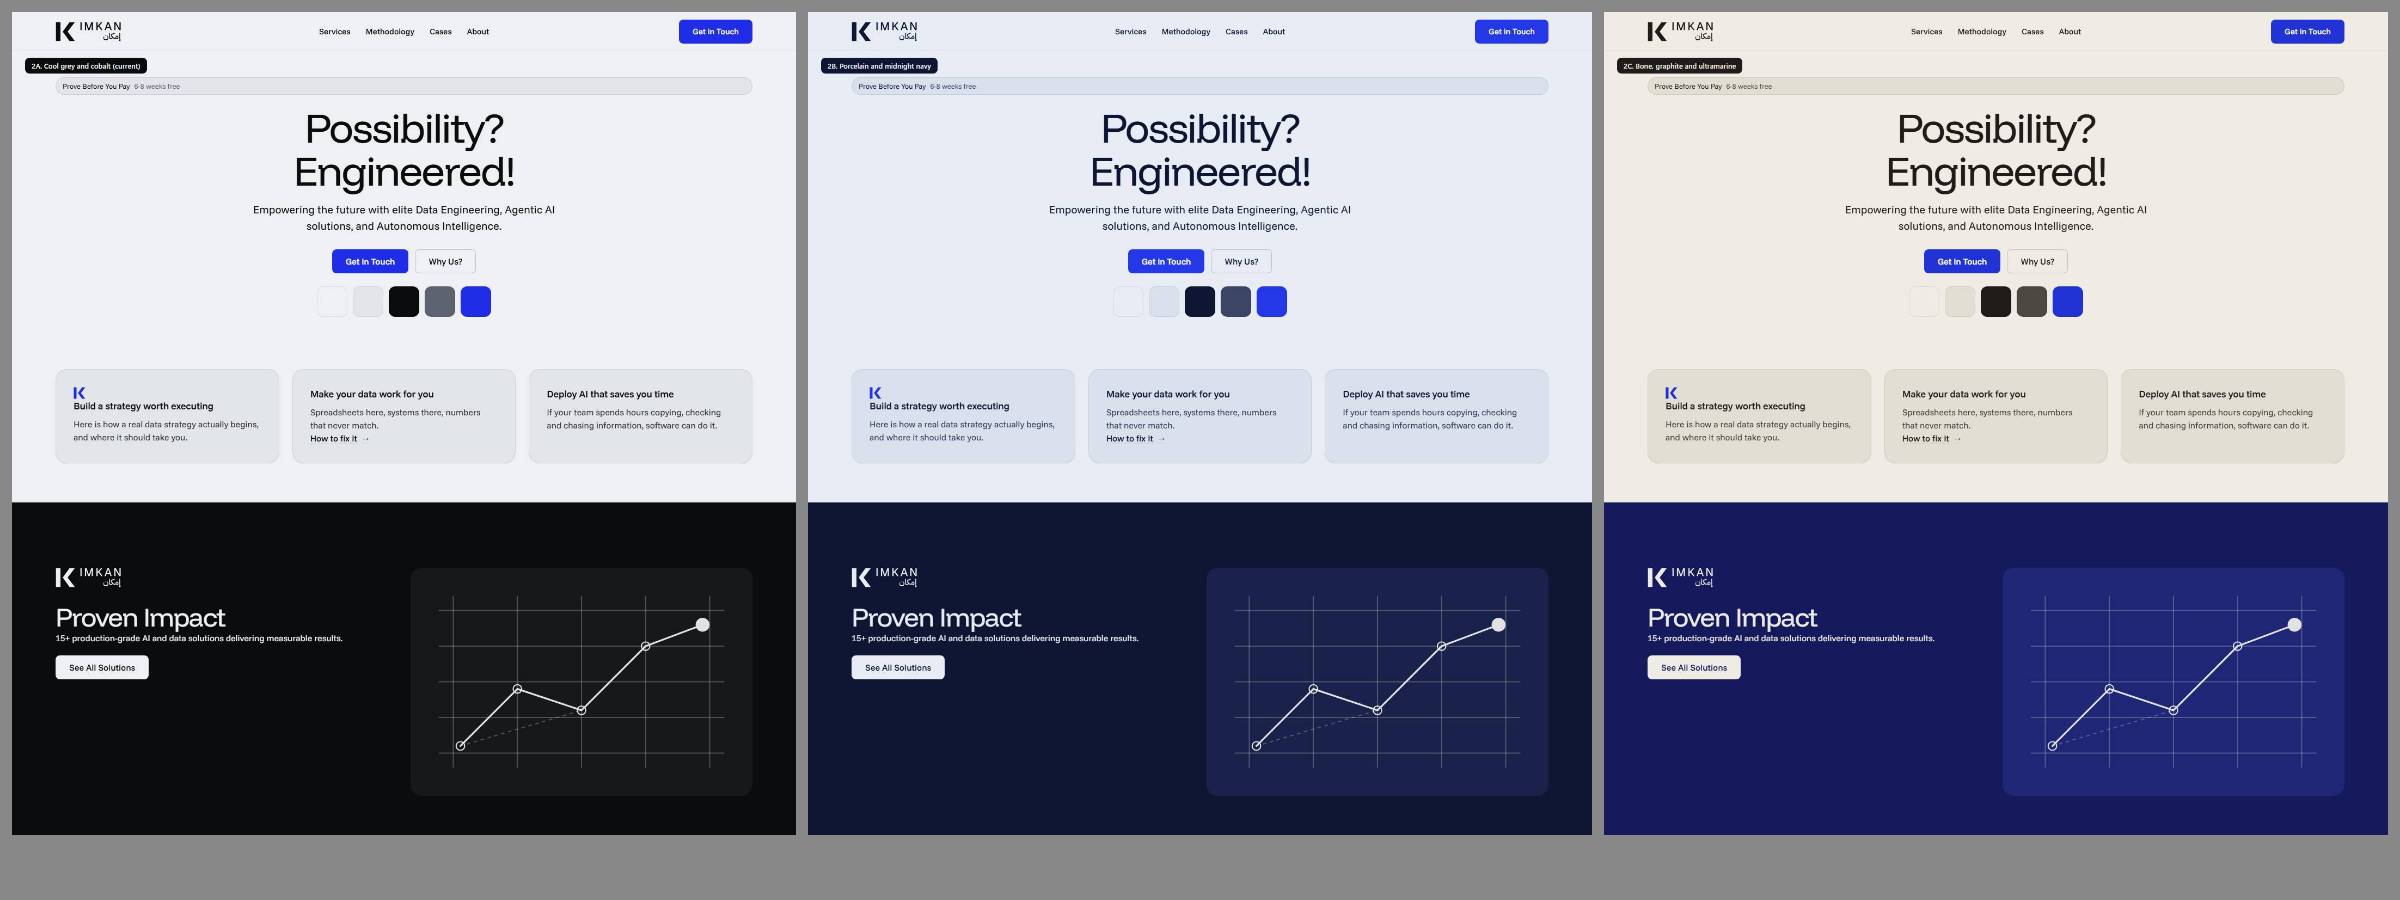 IMKAN
إمكان
Services Methodology Cases About
Get in Touch
2A. Cool grey and cobalt (current)
Prove Before You Pay 6-8 weeks free
Possibility?
Engineered!
Empowering the future with elite Data Engineering, Agentic AI
solutions, and Autonomous Intelligence.
Get in Touch Why Us?
Build a strategy worth executing
Here is how a real data strategy actually begins,
and where it should take you.
Make your data work for you
Spreadsheets here, systems there, numbers
that never match.
How to fix it →
Deploy AI that saves you time
If your team spends hours copying, checking
and chasing information, software can do it.
IMKAN
إمكان
Proven Impact
15+ production-grade AI and data solutions delivering measurable results.
See All Solutions
IMKAN
إمكان
Services Methodology Cases About
Get in Touch
2B. Porcelain and midnight navy
Prove Before You Pay 6-8 weeks free
Possibility?
Engineered!
Empowering the future with elite Data Engineering, Agentic AI
solutions, and Autonomous Intelligence.
Get in Touch Why Us?
Build a strategy worth executing
Here is how a real data strategy actually begins,
and where it should take you.
Make your data work for you
Spreadsheets here, systems there, numbers
that never match.
How to fix it →
Deploy AI that saves you time
If your team spends hours copying, checking
and chasing information, software can do it.
IMKAN
إمكان
Proven Impact
15+ production-grade AI and data solutions delivering measurable results.
See All Solutions
IMKAN
إمكان
Services Methodology Cases About
Get in Touch
2C. Bone, graphite and ultramarine
Prove Before You Pay 6-8 weeks free
Possibility?
Engineered!
Empowering the future with elite Data Engineering, Agentic AI
solutions, and Autonomous Intelligence.
Get in Touch Why Us?
Build a strategy worth executing
Here is how a real data strategy actually begins,
and where it should take you.
Make your data work for you
Spreadsheets here, systems there, numbers
that never match.
How to fix it →
Deploy AI that saves you time
If your team spends hours copying, checking
and chasing information, software can do it.
IMKAN
إمكان
Proven Impact
15+ production-grade AI and data solutions delivering measurable results.
See All Solutions